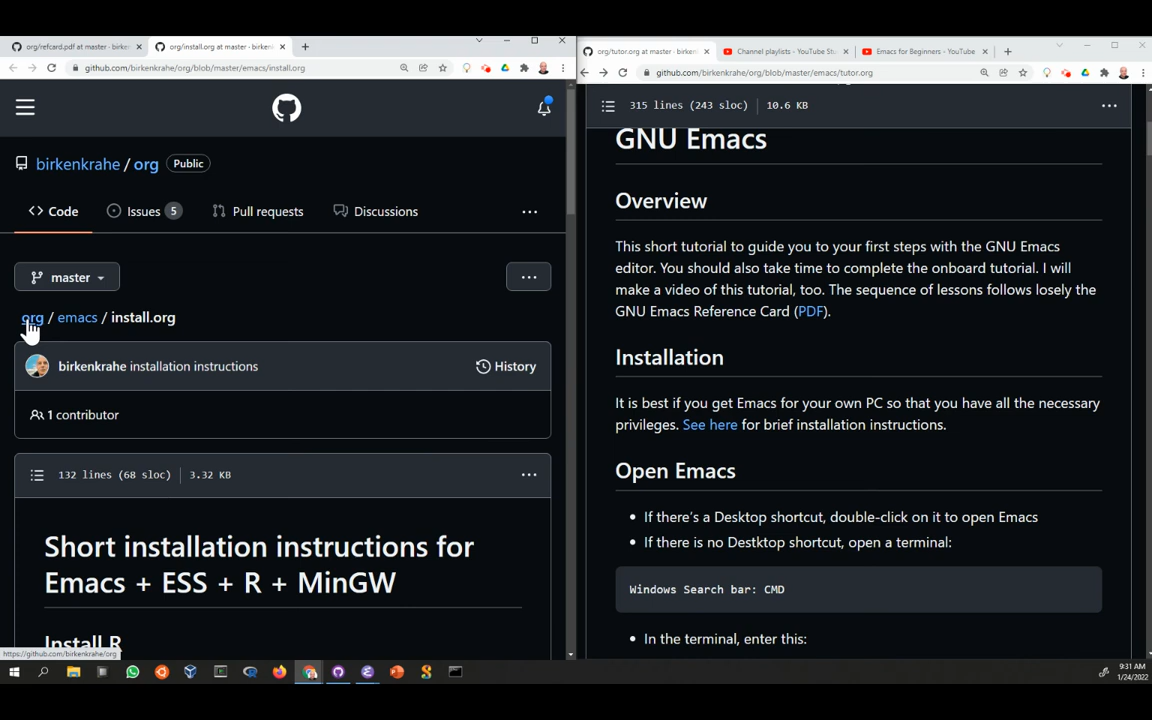 org/refcard.pdf at master · birken
org/install.org at master · birkenk
github.com/birkenkrahe/org/blob/master/emacs/install.org
birkenkrahe / org Public
Code
Issues 5
Pull requests
Discussions
master
org / emacs / install.org
birkenkrahe installation instructions
History
1 contributor
132 lines (68 sloc) 3.32 KB
Short installation instructions for
Emacs + ESS + R + MinGW
Install R
https://github.com/birkenkrahe/org
org/tutor.org at master · birkenk
Channel playlists - YouTube Stu
Emacs for Beginners - YouTube
github.com/birkenkrahe/org/blob/master/emacs/tutor.org
315 lines (243 sloc) 10.6 KB
GNU Emacs
Overview
This short tutorial to guide you to your first steps with the GNU Emacs
editor. You should also take time to complete the onboard tutorial. I will
make a video of this tutorial, too. The sequence of lessons follows losely the
GNU Emacs Reference Card (PDF).
Installation
It is best if you get Emacs for your own PC so that you have all the necessary
privileges. See here for brief installation instructions.
Open Emacs
If there's a Desktop shortcut, double-click on it to open Emacs
If there is no Destktop shortcut, open a terminal:
Windows Search bar: CMD
In the terminal, enter this:
9:31 AM
1/24/2022